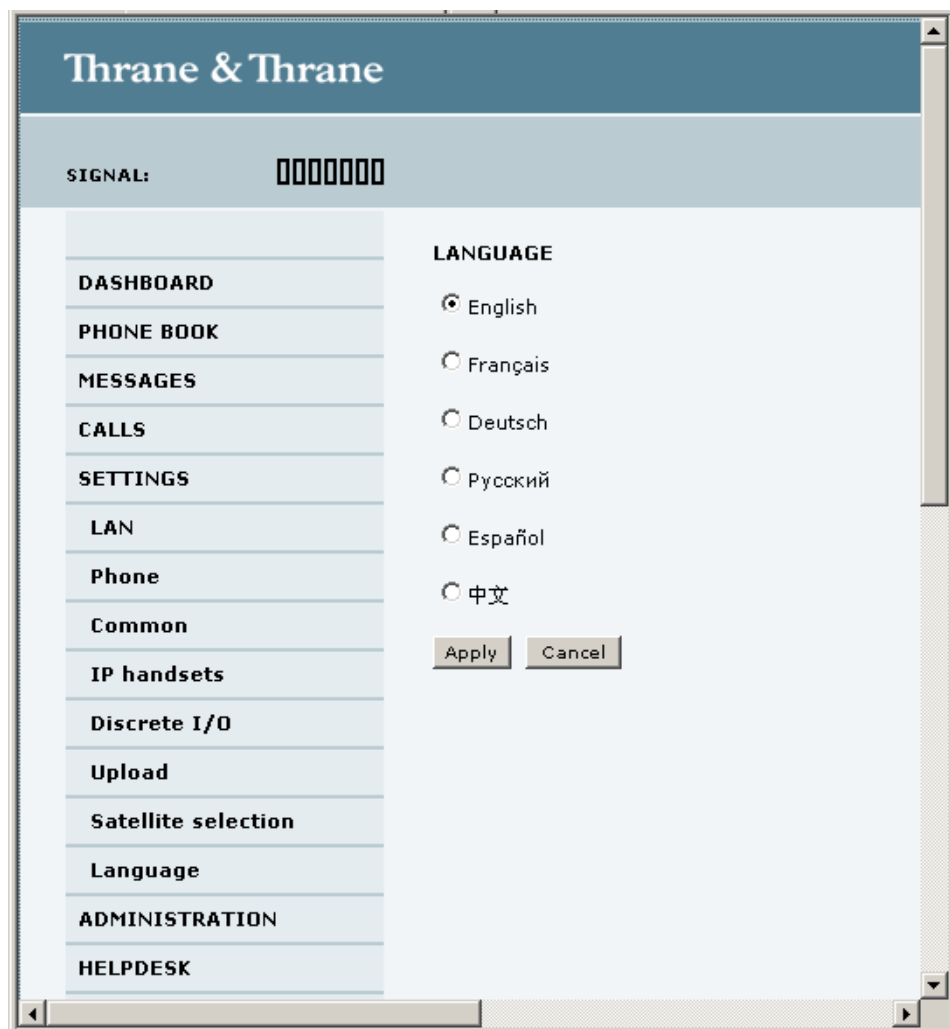 Thrane & Thrane
SIGNAL:
DASHBOARD
PHONE BOOK
MESSAGES
CALLS
SETTINGS
LAN
Phone
Common
IP handsets
Discrete I/O
Upload
Satellite selection
Language
ADMINISTRATION
HELPDESK
LANGUAGE
English
Français
Deutsch
Русский
Español
中文
Apply Cancel